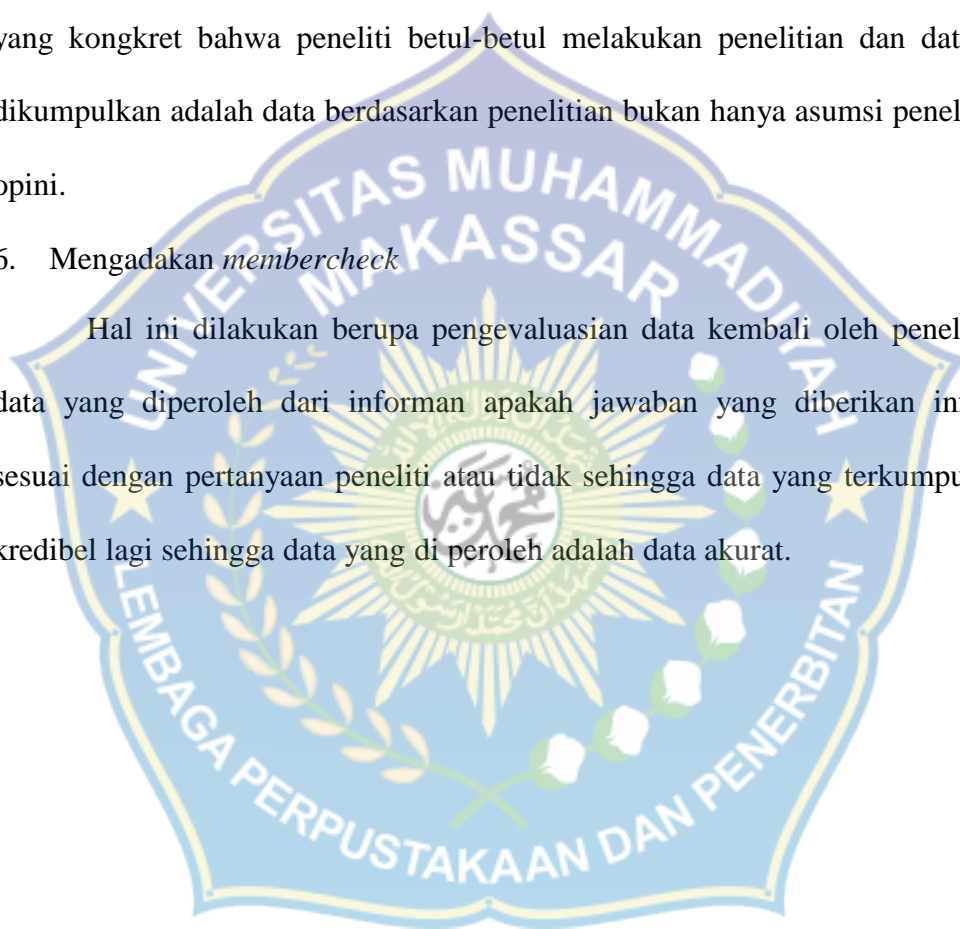 yang kongkret bahwa peneliti betul-betul melakukan penelitian dan dat
dikumpulkan adalah data berdasarkan penelitian bukan hanya asumsi penel
opini.
6. Mengadakan membercheck
Hal ini dilakukan berupa pengevaluasian data kembali oleh penel
data yang diperoleh dari informan apakah jawaban yang diberikan in
sesuai dengan pertanyaan peneliti atau tidak sehingga data yang terkumpu
kredibel lagi sehingga data yang di peroleh adalah data akurat.
UNIVERSITAS MUHAMMADIYAH
MAKASSAR
LEMBAGA PERPUSTAKAAN DAN PENERBITAN